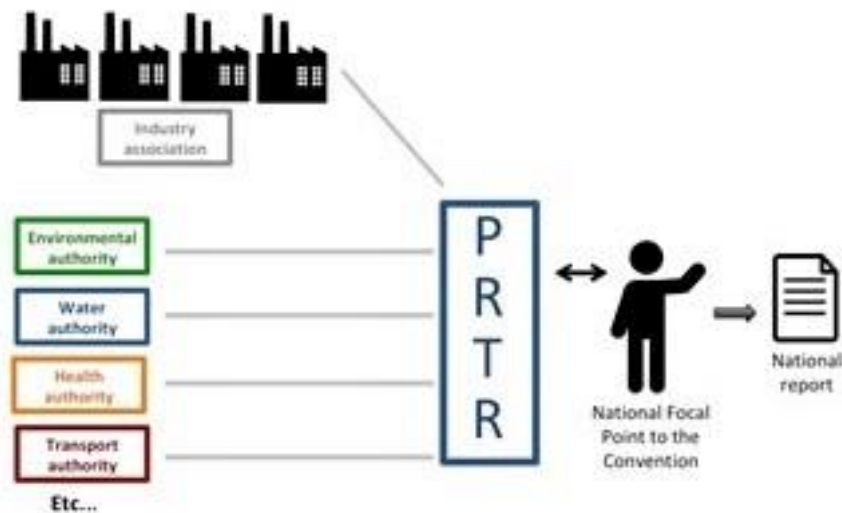 Industry
association
Environmental
authority
Water
authority
Health
authority
Transport
authority
Etc...
P
R
T
R
National Focal
Point to the
Convention
National
report